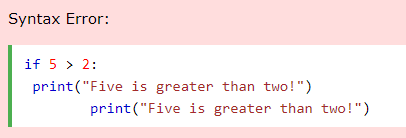 Syntax Error:
if 5 > 2:
 print("Five is greater than two!")
        print("Five is greater than two!")